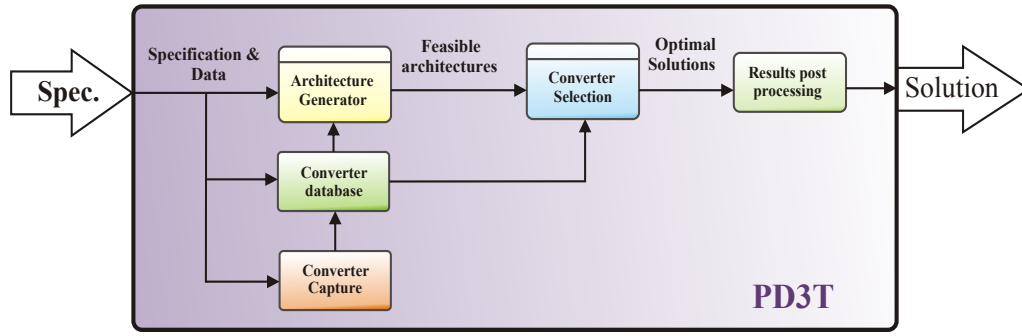 Spec.
Specification &
Data
Architecture
Generator
Feasible
architectures
Converter
Selection
Optimal
Solutions
Results post
processing
Solution
Converter
database
Converter
Capture
PD3T